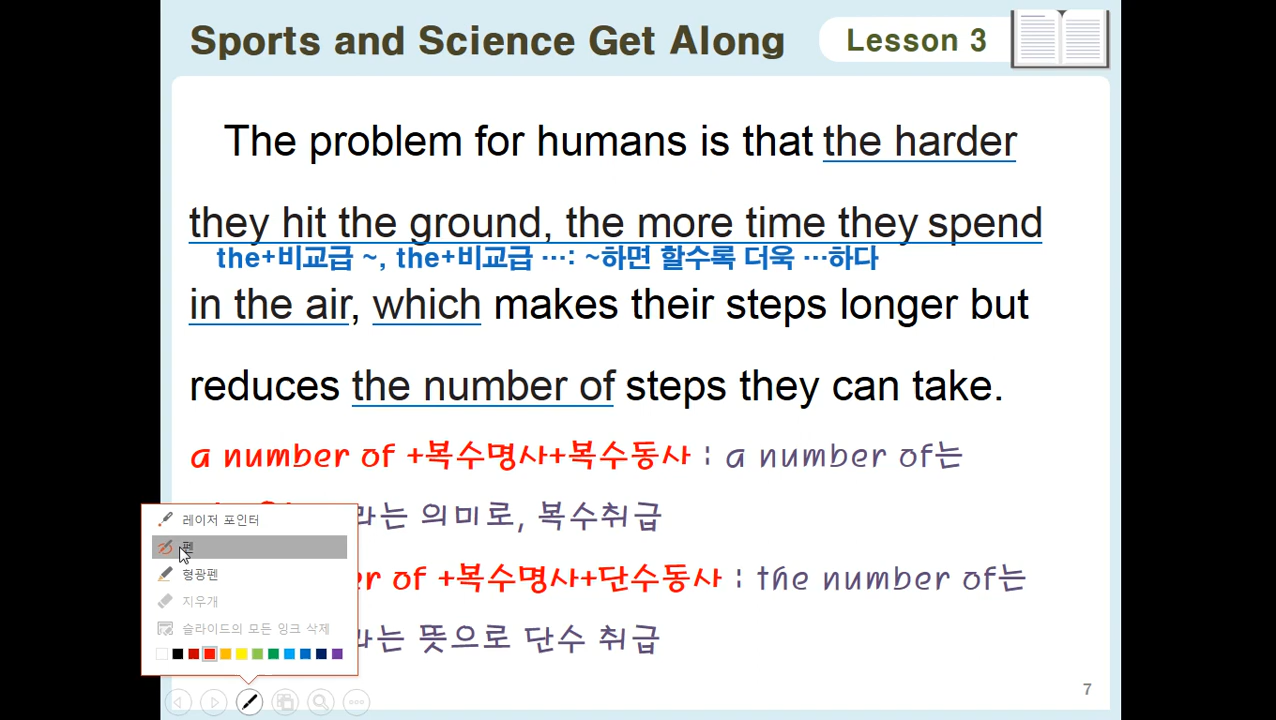 Sports and Science Get Along
Lesson 3
The problem for humans is that the harder
they hit the ground, the more time they spend
the+비교급 ~, the+비교급 …: ~하면 할수록 더욱 …하다
in the air, which makes their steps longer but
reduces the number of steps they can take.
a number of +복수명사+복수동사 : a number of는
라는 의미로, 복수취급
of +복수명사+단수동사 : the number of는
라는 뜻으로 단수 취급
레이저 포인터
펜
형광펜
지우개
슬라이드의 모든 잉크 삭제
7